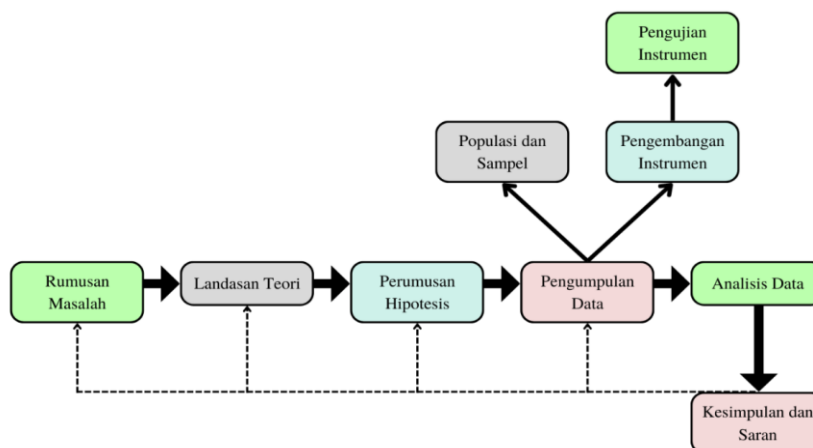 Pengujian
Instrumen
Populasi dan
Sampel
Pengembangan
Instrumen
Rumusan
Masalah
Landasan Teori
Perumusan
Hipotesis
Pengumpulan
Data
Analisis Data
Kesimpulan dan
Saran